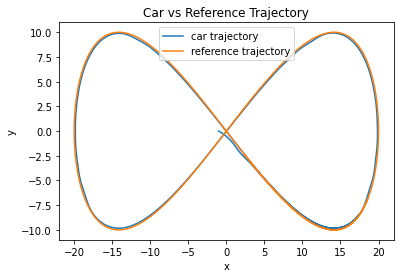 Car vs Reference Trajectory
car trajectory
reference trajectory
10.0
7.5
5.0
2.5
0.0
−2.5
−5.0
−7.5
−10.0
y
−20 −15 −10 −5 0 5 10 15 20
x